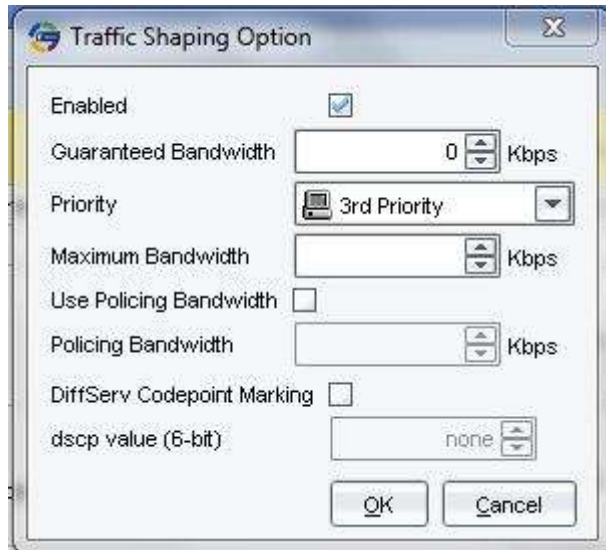 Traffic Shaping Option
Enabled
Guaranteed Bandwidth 0 Kbps
Priority 3rd Priority
Maximum Bandwidth Kbps
Use Policing Bandwidth
Policing Bandwidth Kbps
DiffServ Codepoint Marking
dscp value (6-bit) none
OK Cancel